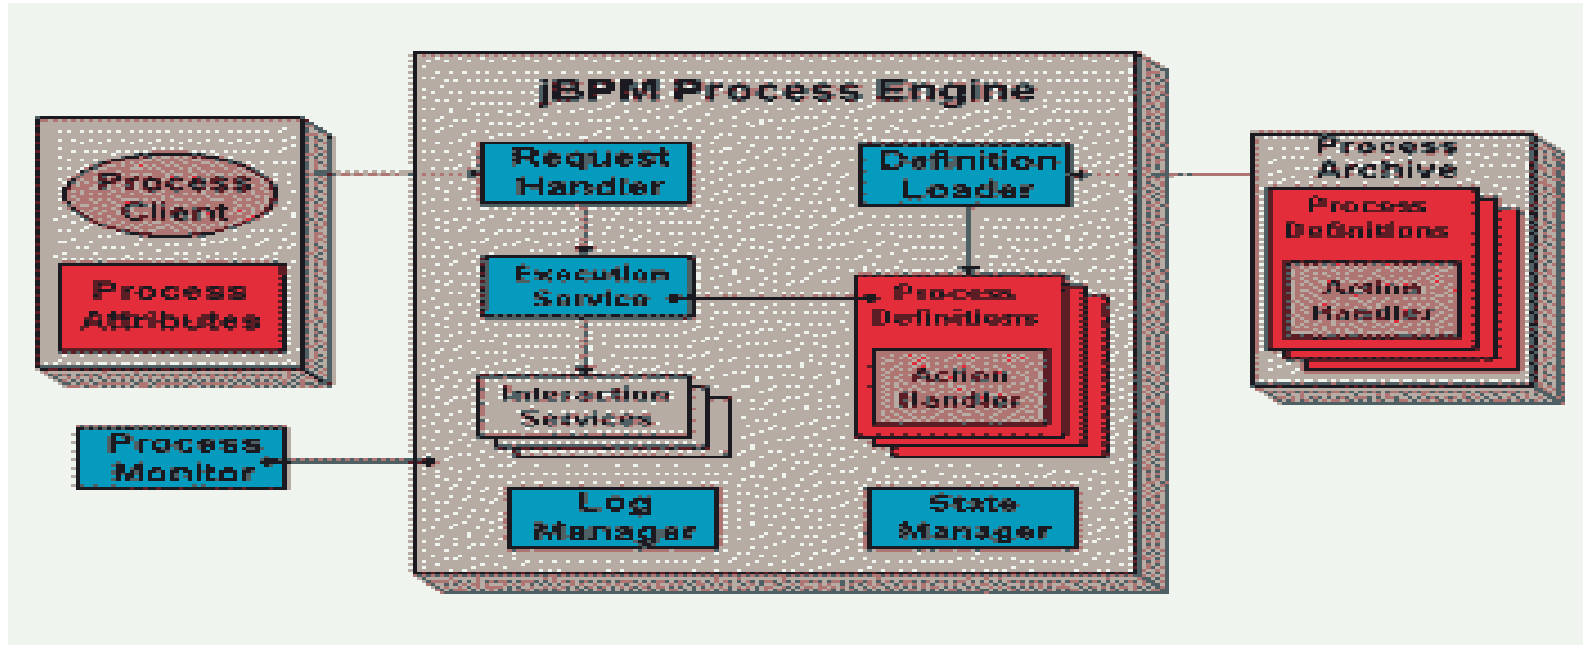 jBPM Process Engine
Process
Client
Process
Attributes
Process
Monitor
Request
Handler
Execution
Service
Interaction
Services
Log
Manager
Definition
Loader
Process
Definitions
Action
Handler
State
Manager
Process
Archive
Process
Definitions
Action
Handler